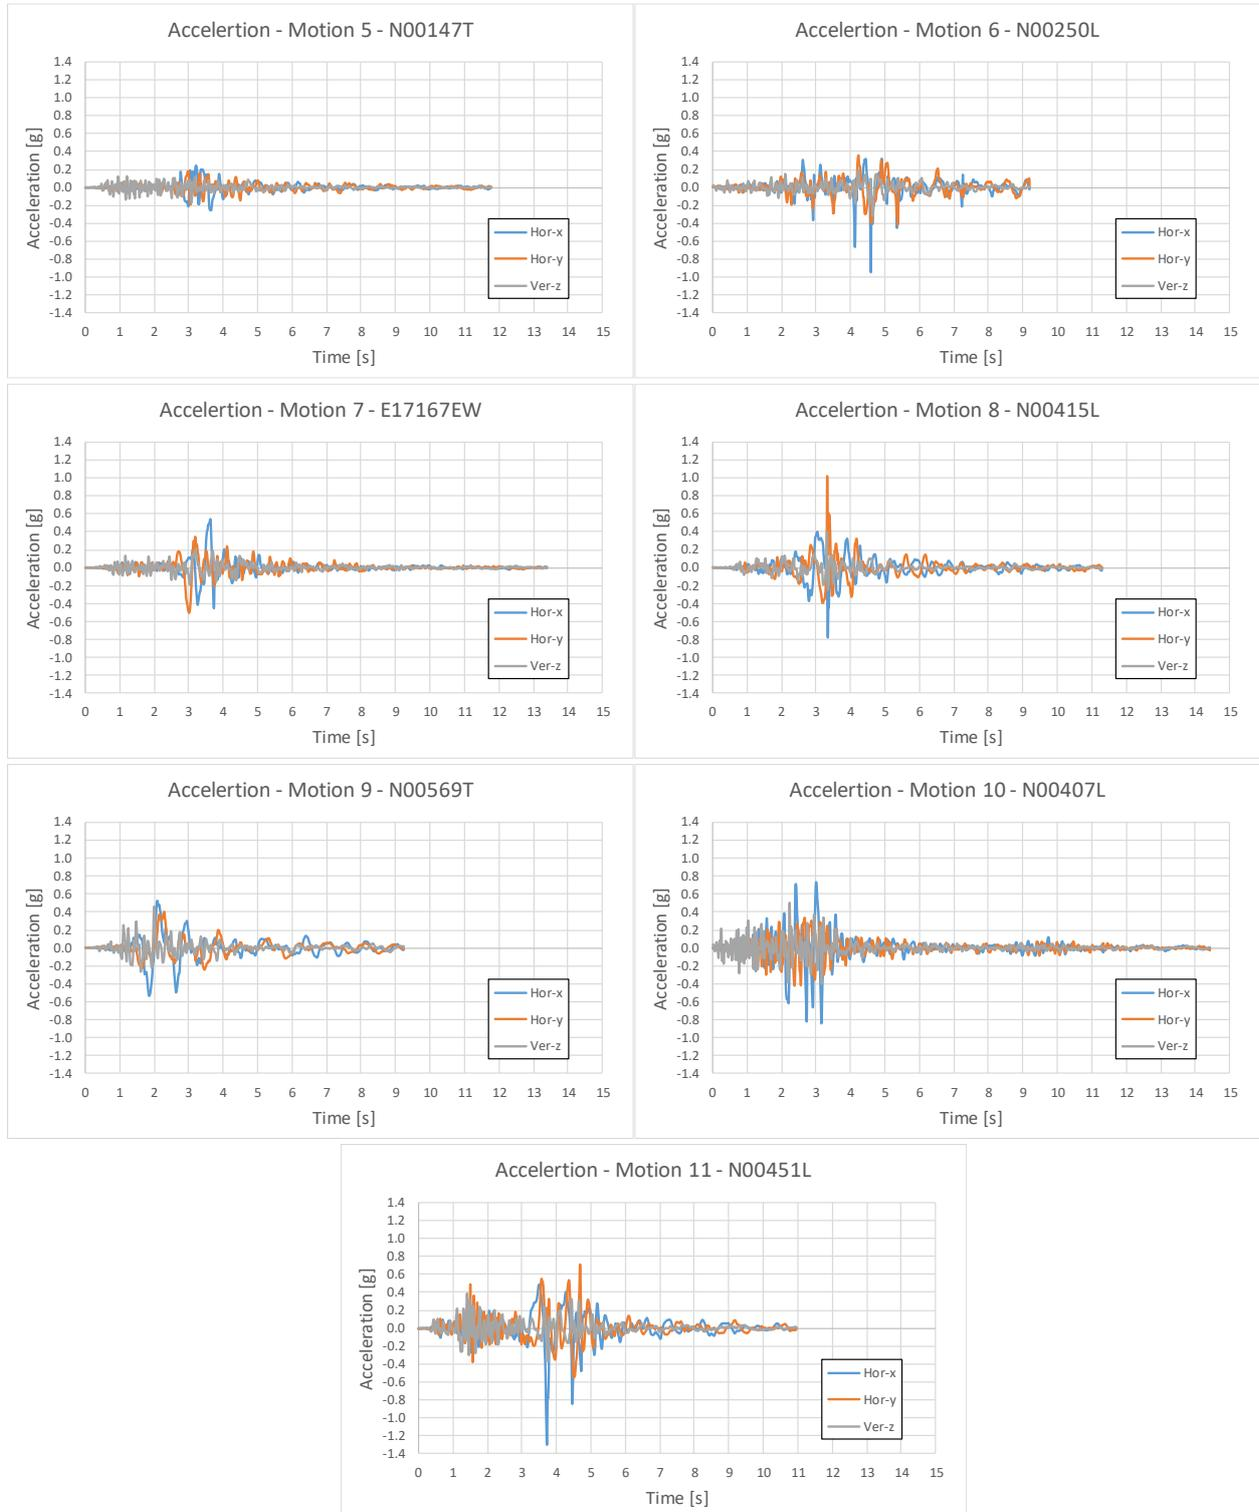 Accelertion - Motion 5 - N00147T
Acceleration [g]
1.4
1.2
1.0
0.8
0.6
0.4
0.2
0.0
-0.2
-0.4
-0.6
-0.8
-1.0
-1.2
-1.4
Hor-x
Hor-y
Ver-z
0 1 2 3 4 5 6 7 8 9 10 11 12 13 14 15
Time [s]
Accelertion - Motion 6 - N00250L
Acceleration [g]
1.4
1.2
1.0
0.8
0.6
0.4
0.2
0.0
-0.2
-0.4
-0.6
-0.8
-1.0
-1.2
-1.4
Hor-x
Hor-y
Ver-z
0 1 2 3 4 5 6 7 8 9 10 11 12 13 14 15
Time [s]
Accelertion - Motion 7 - E17167EW
Acceleration [g]
1.4
1.2
1.0
0.8
0.6
0.4
0.2
0.0
-0.2
-0.4
-0.6
-0.8
-1.0
-1.2
-1.4
Hor-x
Hor-y
Ver-z
0 1 2 3 4 5 6 7 8 9 10 11 12 13 14 15
Time [s]
Accelertion - Motion 8 - N00415L
Acceleration [g]
1.4
1.2
1.0
0.8
0.6
0.4
0.2
0.0
-0.2
-0.4
-0.6
-0.8
-1.0
-1.2
-1.4
Hor-x
Hor-y
Ver-z
0 1 2 3 4 5 6 7 8 9 10 11 12 13 14 15
Time [s]
Accelertion - Motion 9 - N00569T
Acceleration [g]
1.4
1.2
1.0
0.8
0.6
0.4
0.2
0.0
-0.2
-0.4
-0.6
-0.8
-1.0
-1.2
-1.4
Hor-x
Hor-y
Ver-z
0 1 2 3 4 5 6 7 8 9 10 11 12 13 14 15
Time [s]
Accelertion - Motion 10 - N00407L
Acceleration [g]
1.4
1.2
1.0
0.8
0.6
0.4
0.2
0.0
-0.2
-0.4
-0.6
-0.8
-1.0
-1.2
-1.4
Hor-x
Hor-y
Ver-z
0 1 2 3 4 5 6 7 8 9 10 11 12 13 14 15
Time [s]
Accelertion - Motion 11 - N00451L
Acceleration [g]
1.4
1.2
1.0
0.8
0.6
0.4
0.2
0.0
-0.2
-0.4
-0.6
-0.8
-1.0
-1.2
-1.4
Hor-x
Hor-y
Ver-z
0 1 2 3 4 5 6 7 8 9 10 11 12 13 14 15
Time [s]